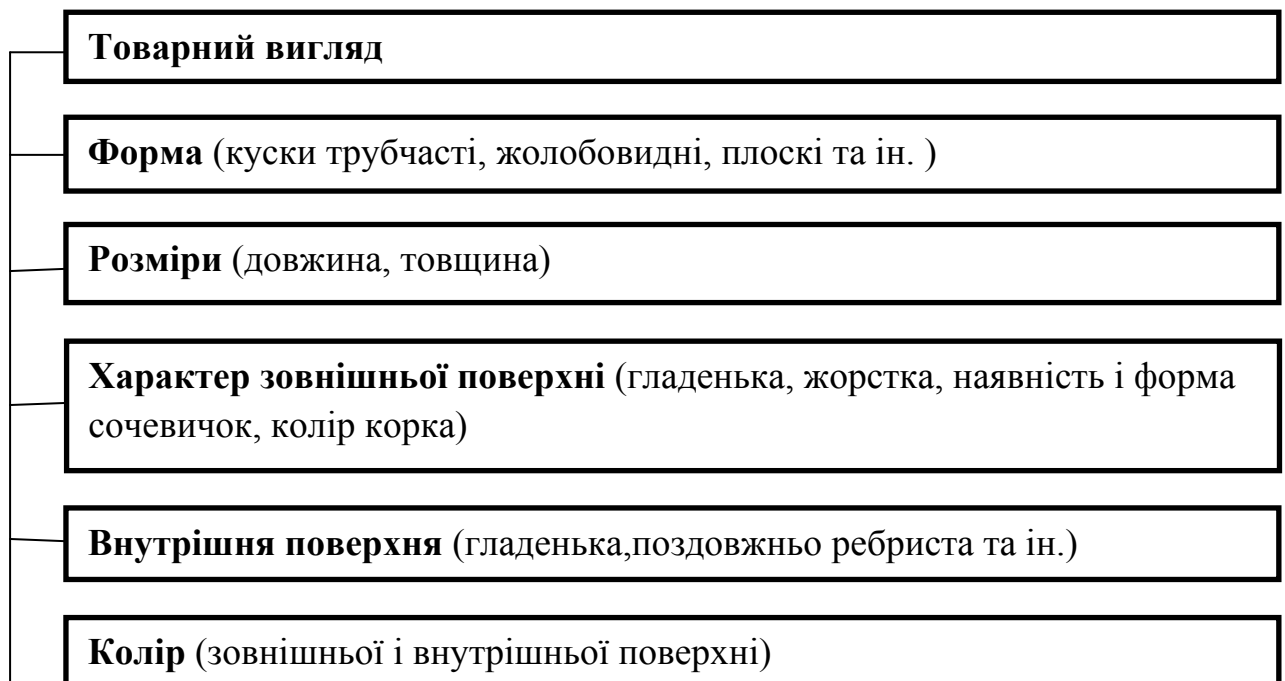 Товарний вигляд
Форма (куски трубчасті, жолобовидні, плоскі та ін. )
Розміри (довжина, товщина)
Характер зовнішньої поверхні (гладенька, жорстка, наявність і форма
сочевичок, колір корка)
Внутрішня поверхня (гладенька,поздовжньо ребриста та ін.)
Колір (зовнішньої і внутрішньої поверхні)